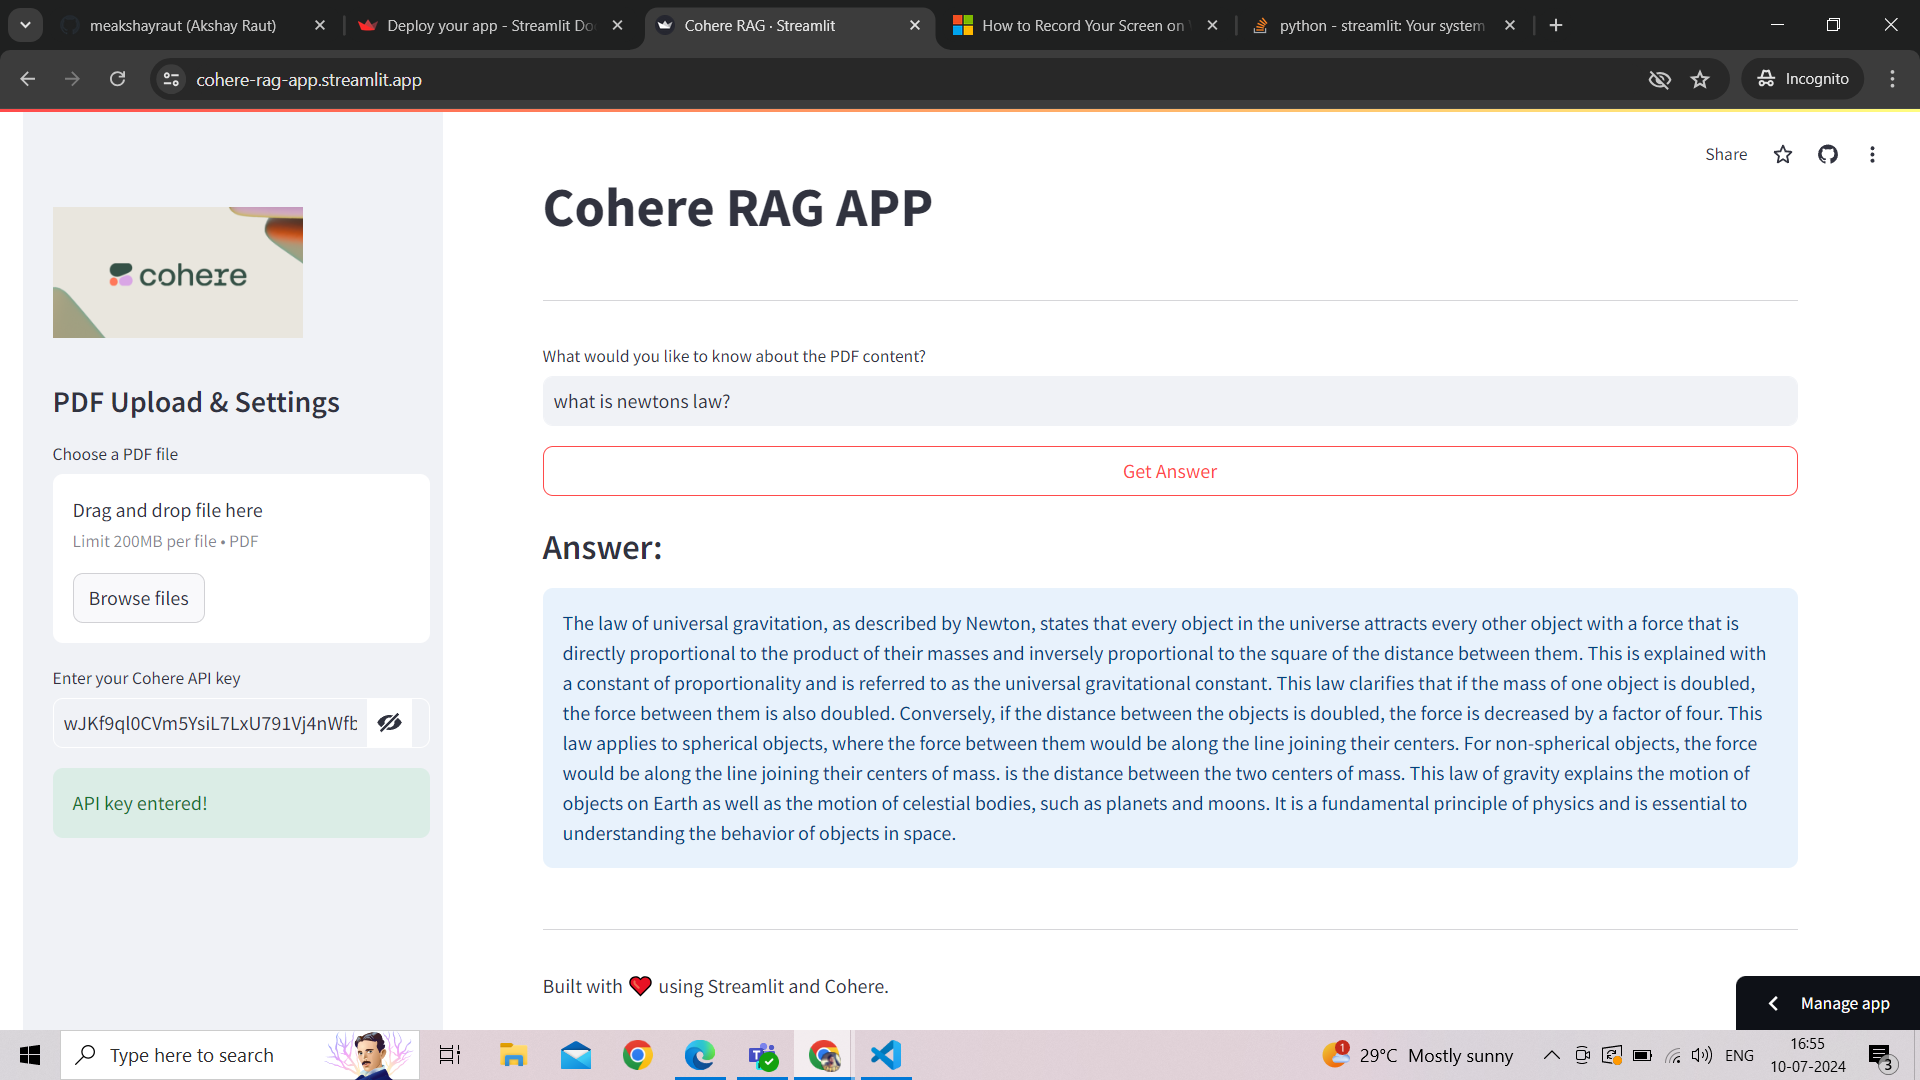 meakshayraut (Akshay Raut)
Deploy your app - Streamlit Do
Cohere RAG · Streamlit
How to Record Your Screen on
python - streamlit: Your system
cohere-rag-app.streamlit.app
Incognito
Share
cohere
PDF Upload & Settings
Choose a PDF file
Drag and drop file here
Limit 200MB per file • PDF
Browse files
Enter your Cohere API key
wJKf9ql0CVm5YsiL7LxU791Vj4nWfb
API key entered!
Cohere RAG APP
What would you like to know about the PDF content?
what is newtons law?
Get Answer
Answer:
The law of universal gravitation, as described by Newton, states that every object in the universe attracts every other object with a force that is
directly proportional to the product of their masses and inversely proportional to the square of the distance between them. This is explained with
a constant of proportionality and is referred to as the universal gravitational constant. This law clarifies that if the mass of one object is doubled,
the force between them is also doubled. Conversely, if the distance between the objects is doubled, the force is decreased by a factor of four. This
law applies to spherical objects, where the force between them would be along the line joining their centers. For non-spherical objects, the force
would be along the line joining their centers of mass. is the distance between the two centers of mass. This law of gravity explains the motion of
objects on Earth as well as the motion of celestial bodies, such as planets and moons. It is a fundamental principle of physics and is essential to
understanding the behavior of objects in space.
Built with ❤️ using Streamlit and Cohere.
Manage app
Type here to search
1
29°C Mostly sunny
ENG
16:55
10-07-2024
3